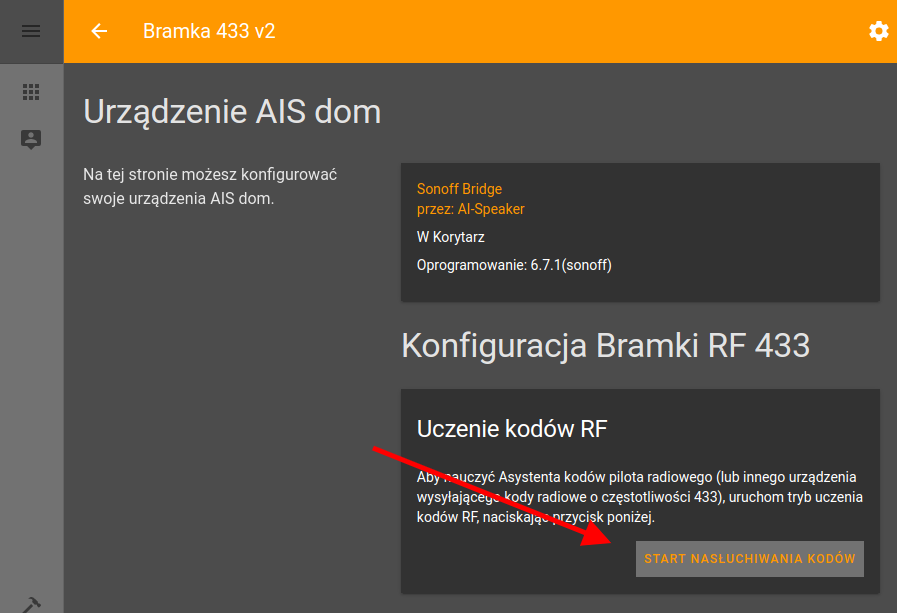 Bramka 433 v2
Urządzenie AIS dom
Na tej stronie możesz konfigurować
swoje urządzenia AIS dom.
Sonoff Bridge
przez: AI-Speaker
W Korytarz
Oprogramowanie: 6.7.1(sonoff)
Konfiguracja Bramki RF 433
Uczenie kodów RF
Aby nauczyć Asystenta kodów pilota radiowego (lub innego urządzenia
wysyłającego kody radiowe o częstotliwości 433), uruchom tryb uczenia
kodów RF, naciskając przycisk poniżej.
START NASŁUCHIWANIA KODÓW